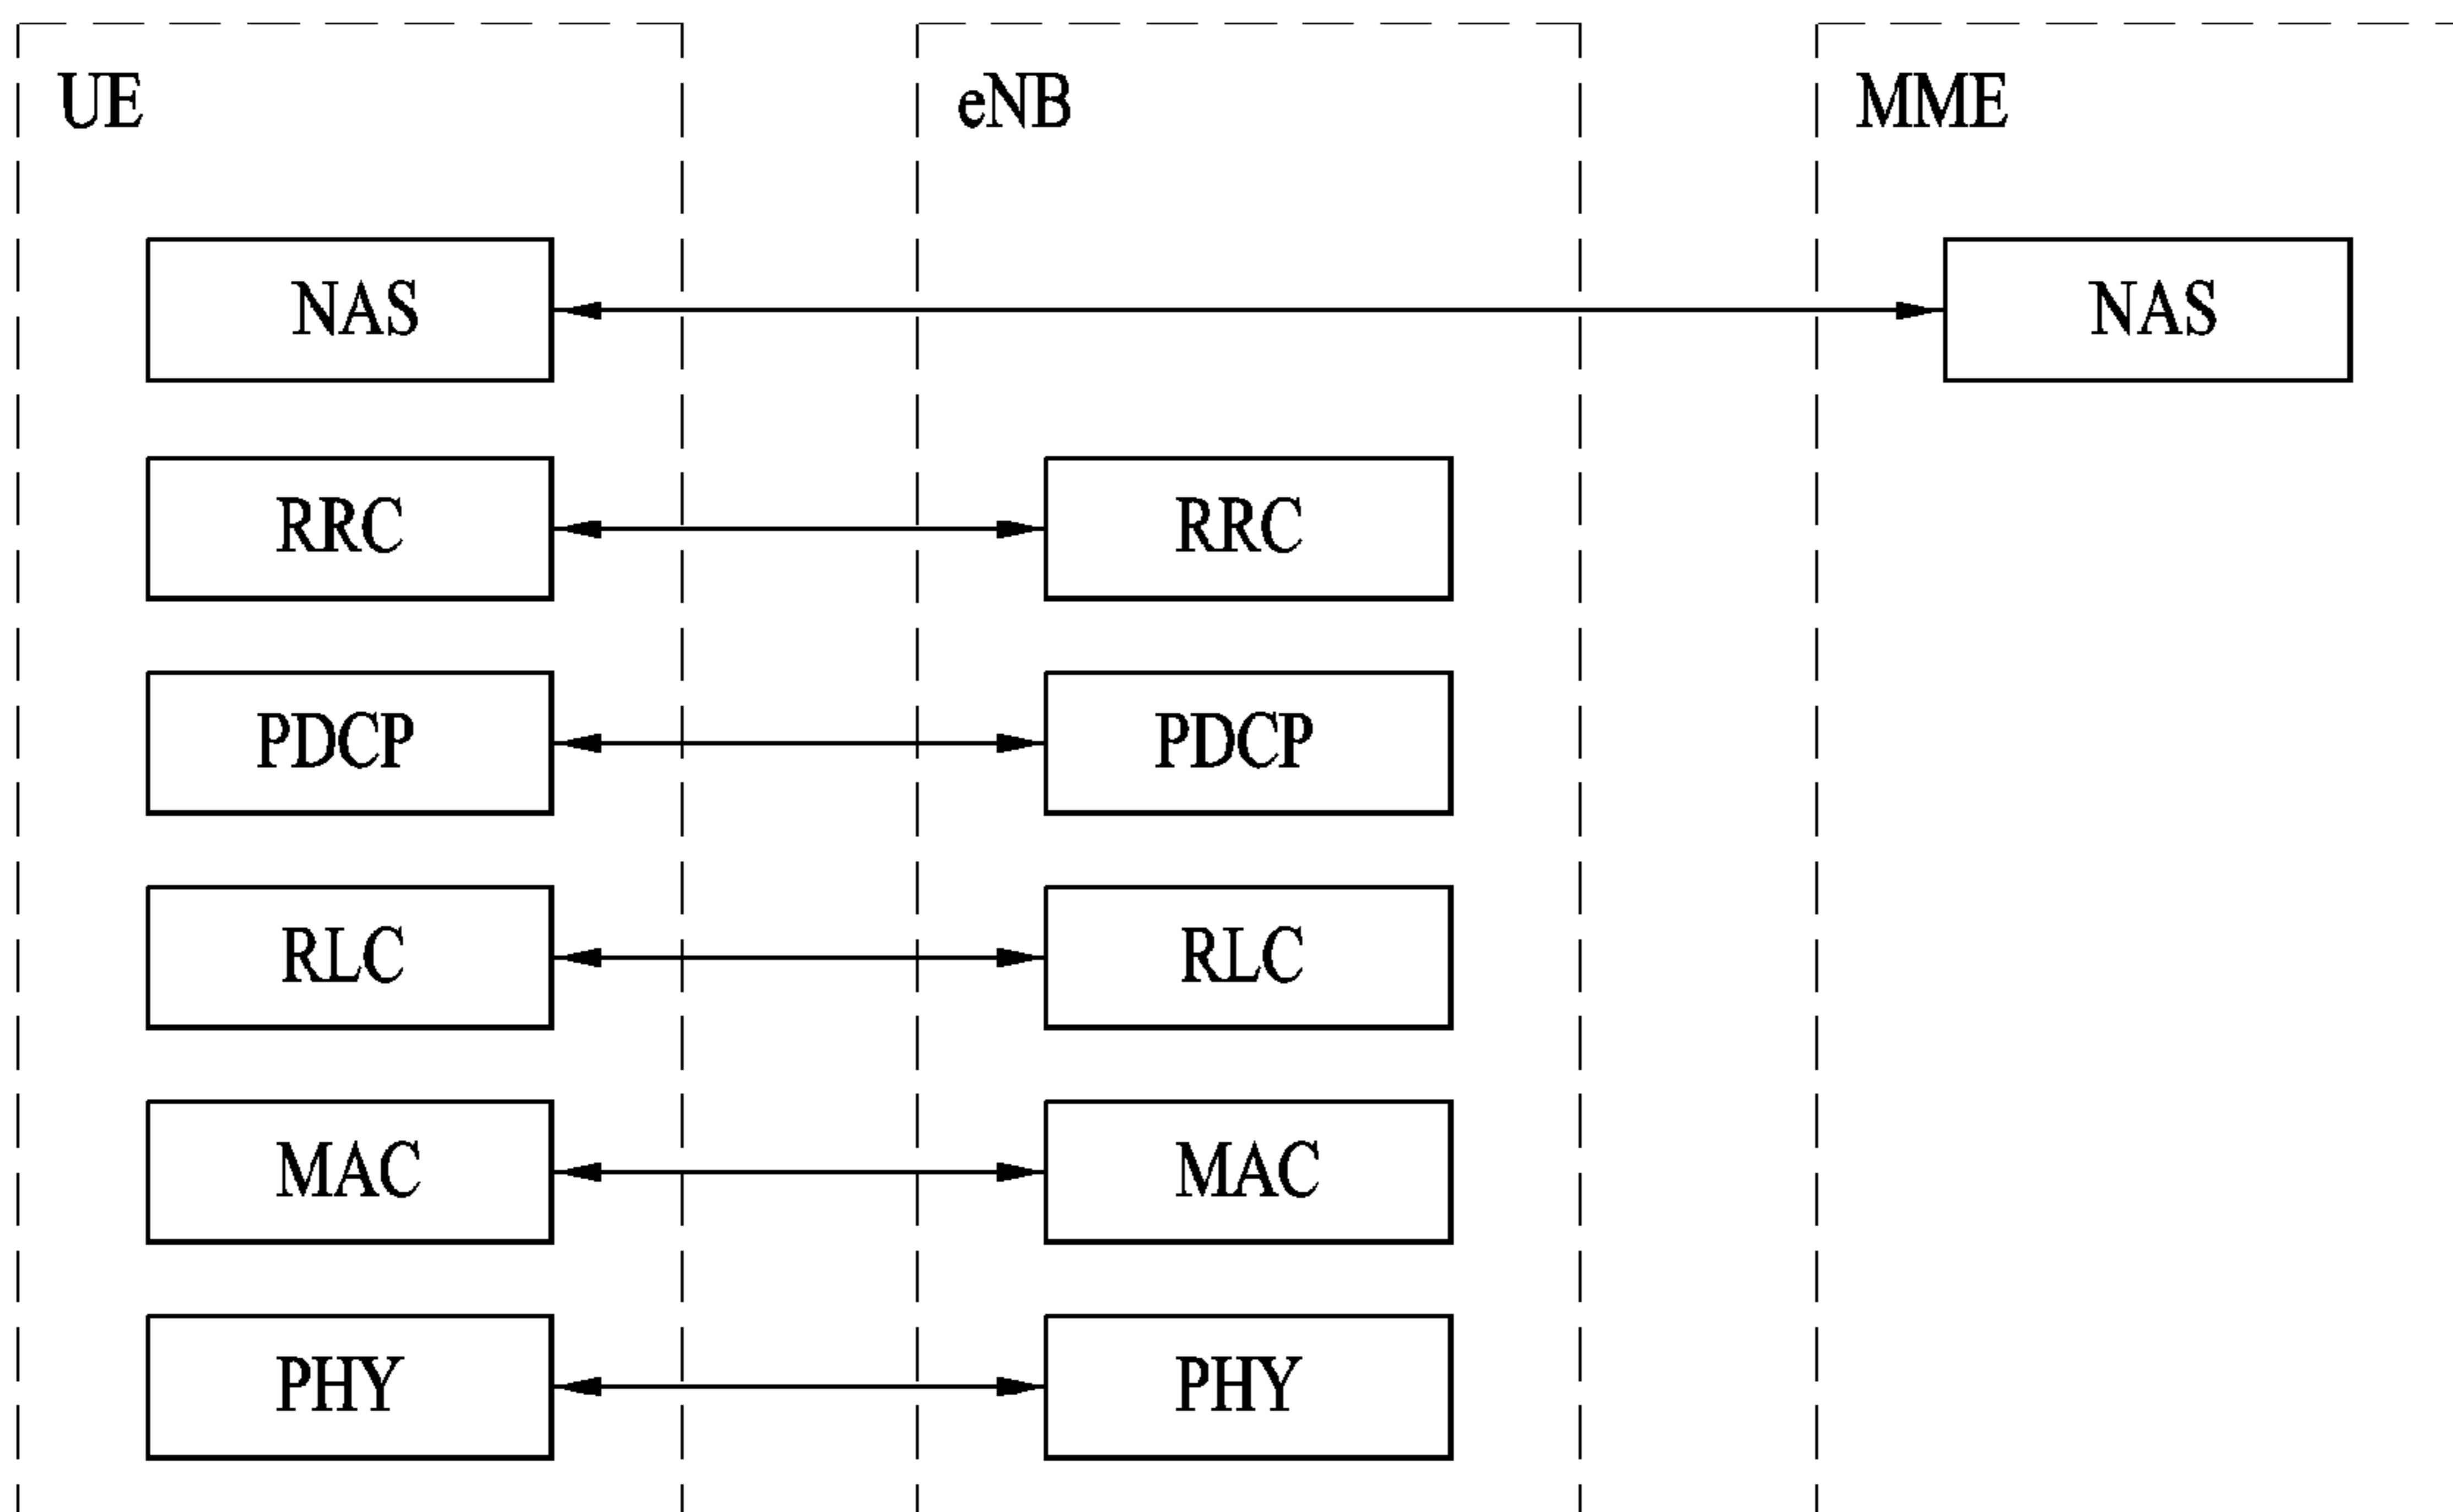 UE eNB MME
NAS NAS
RRC RRC
PDCP PDCP
RLC RLC
MAC MAC
PHY PHY